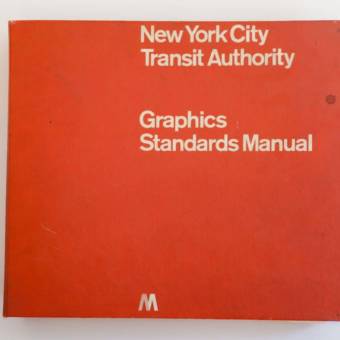 New York City
Transit Authority
Graphics
Standards Manual
M